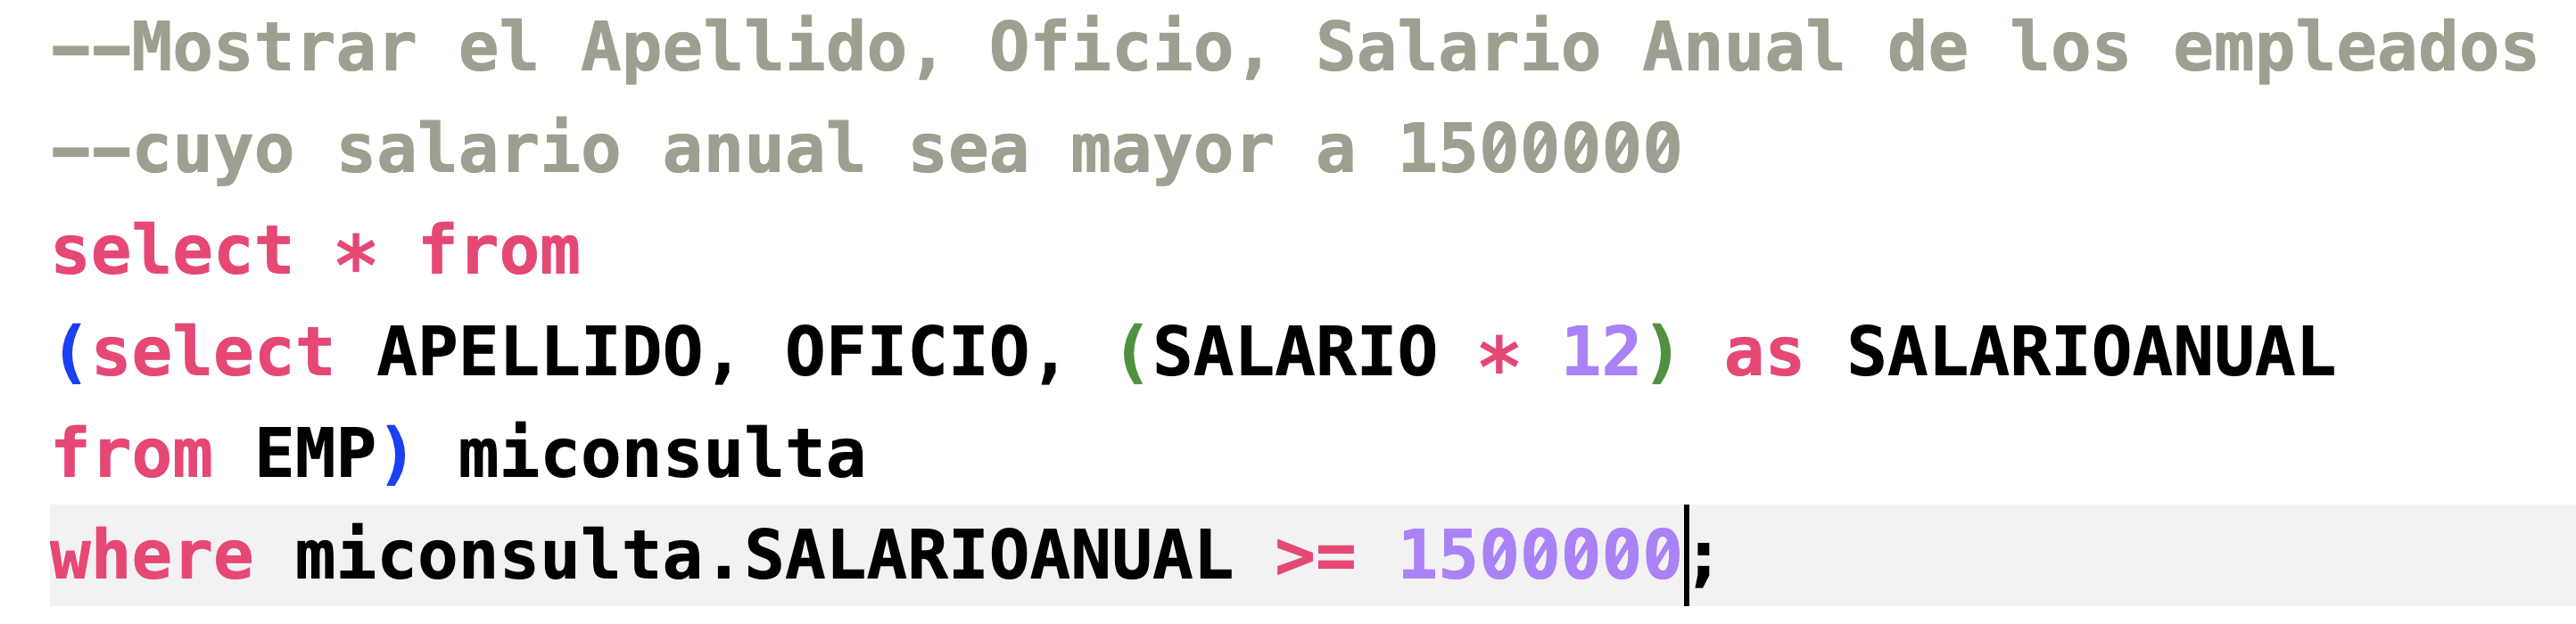 --Mostrar el Apellido, Oficio, Salario Anual de los empleados
--cuyo salario anual sea mayor a 1500000
select * from
(select APELLIDO, OFICIO, (SALARIO * 12) as SALARIOANUAL
from EMP) miconsulta
where miconsulta.SALARIOANUAL >= 1500000;